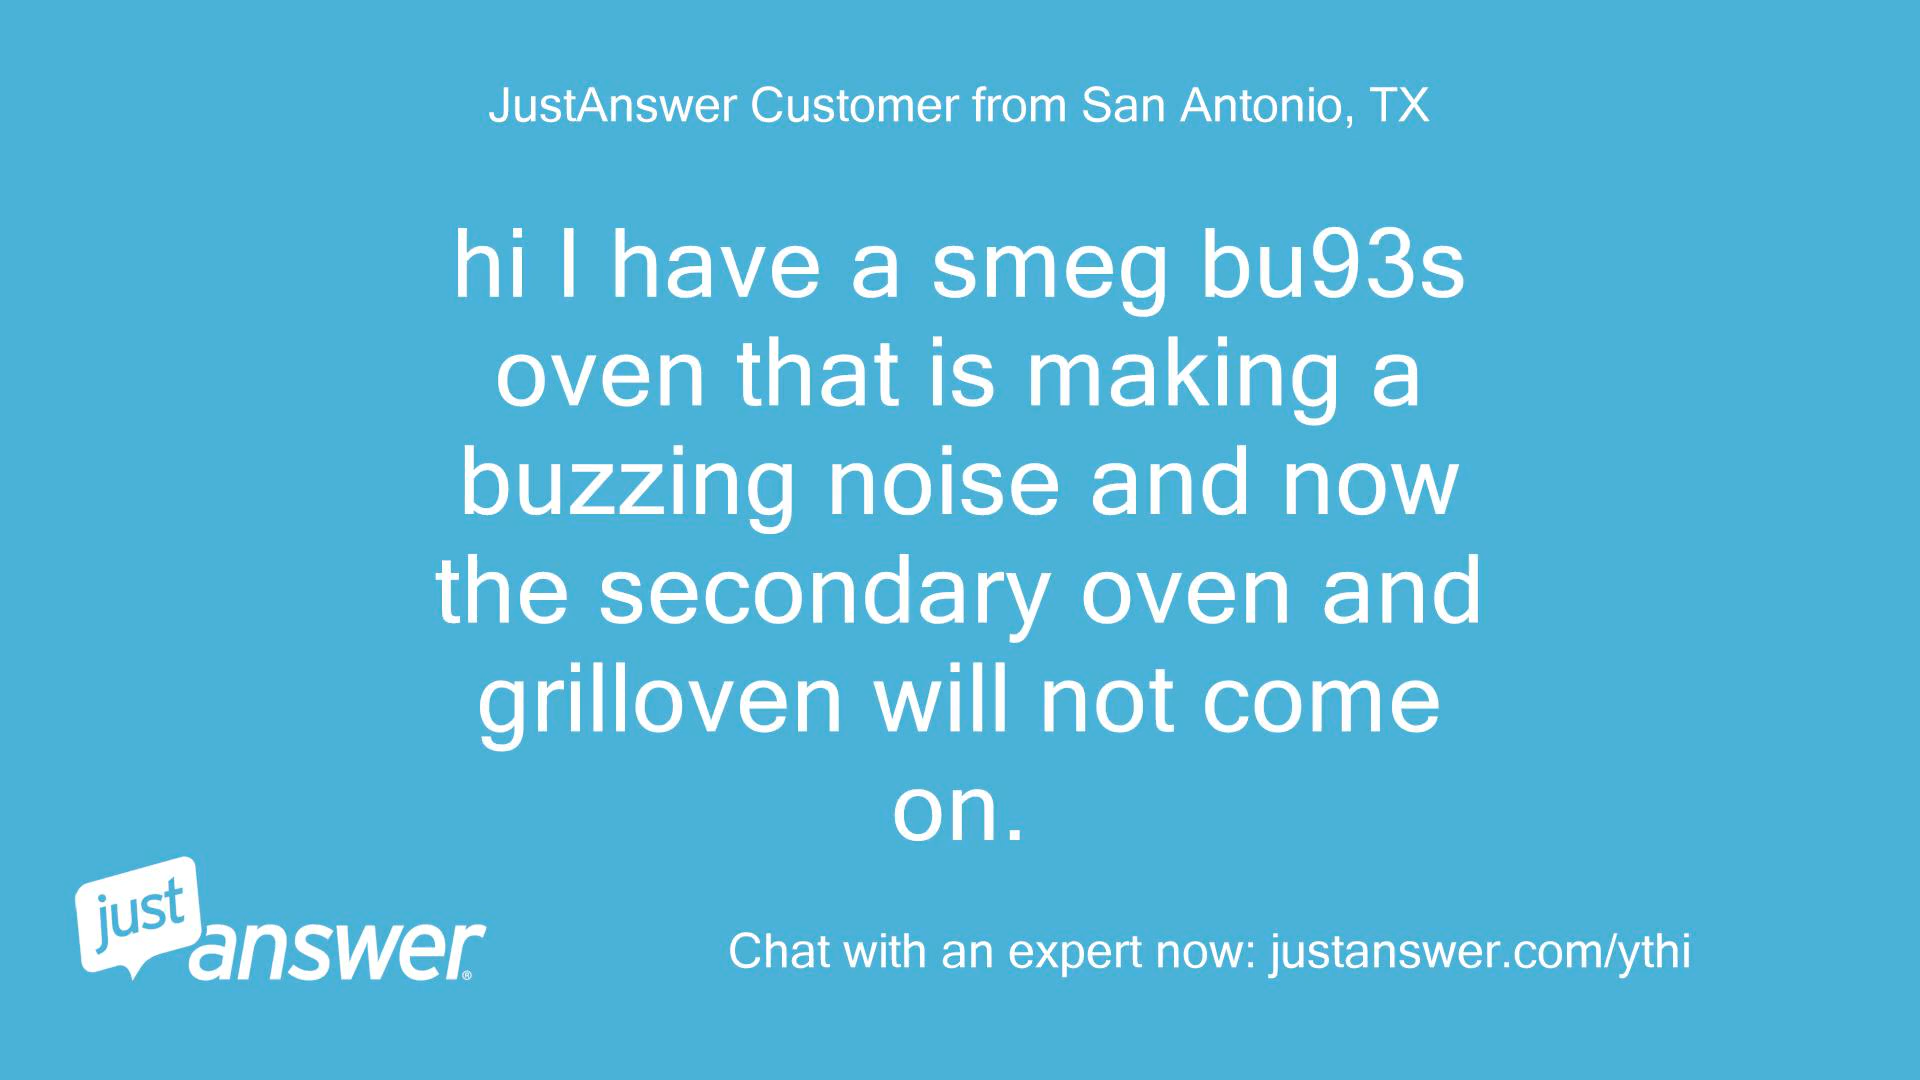 JustAnswer Customer from San Antonio, TX
hi I have a smeg bu93s
oven that is making a
buzzing noise and now
the secondary oven and
grilloven will not come
on.
just
answer®
Chat with an expert now: justanswer.com/ythi